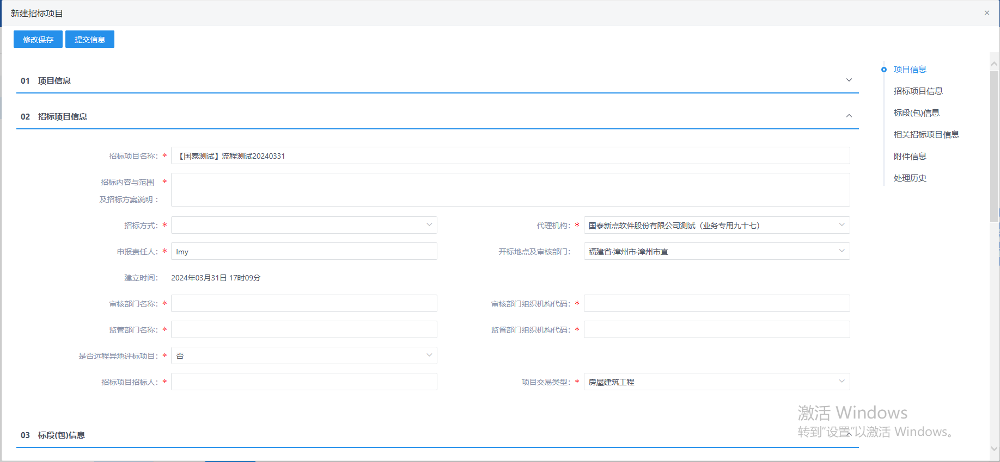 新建招标项目
×
修改保存 提交信息
01 项目信息
02 招标项目信息
招标项目名称: * 【国泰测试】流程测试20240331
招标内容与范围 *
及招标方案说明：
招标方式: *
代理机构: * 国泰新点软件股份有限公司测试（业务专用九十七）
申报责任人: * lmy
开标地点及审核部门: 福建省·漳州市·漳州市直
建立时间: 2024年03月31日 17时09分
审核部门名称: *
审核部门组织机构代码: *
监管部门名称: *
监督部门组织机构代码: *
是否远程异地评标项目: * 否
招标项目招标人: *
项目交易类型: * 房屋建筑工程
03 标段(包)信息
项目信息
招标项目信息
标段(包)信息
相关招标项目信息
附件信息
处理历史
激活 Windows
转到“设置”以激活 Windows。